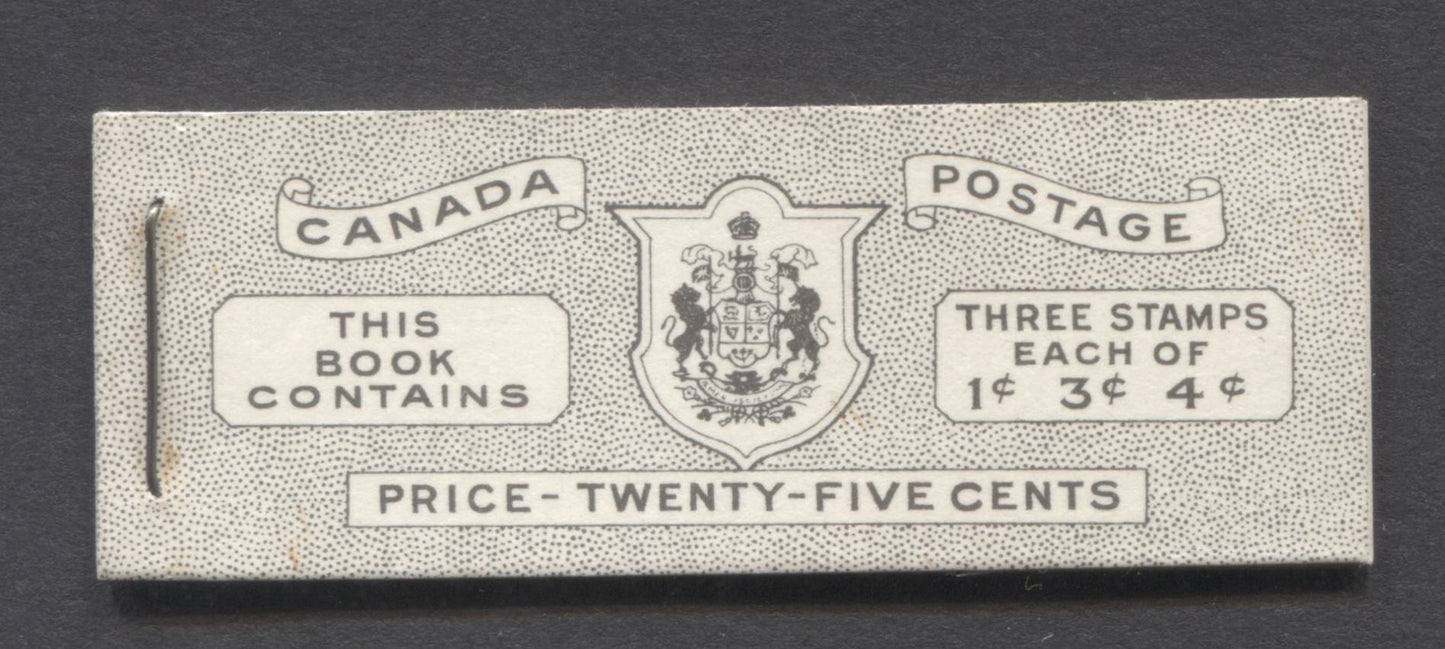 CANADA POSTAGE
THIS
BOOK
CONTAINS
THREE STAMPS
EACH OF
1¢ 3¢ 4¢
PRICE - TWENTY-FIVE CENTS